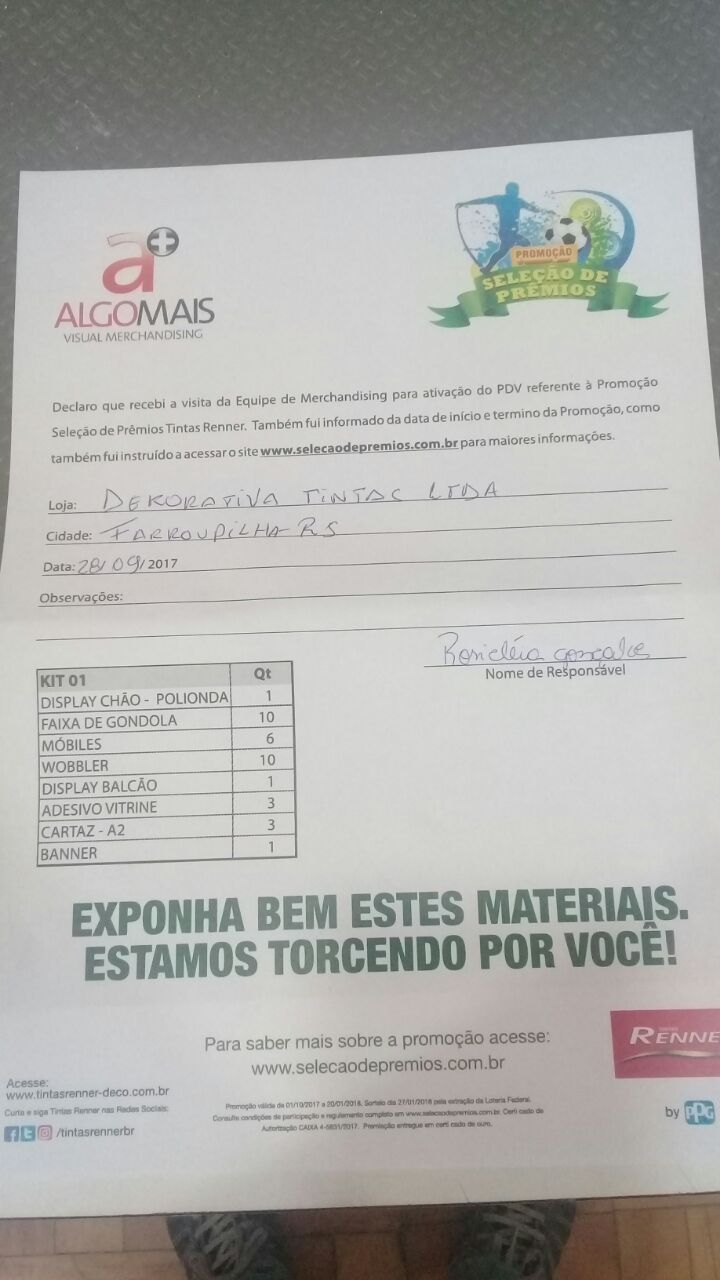 a+
ALGOMAIS
VISUAL MERCHANDISING
PROMOÇÃO
SELEÇÃO DE
PRÊMIOS
Declaro que recebi a visita da Equipe de Merchandising para ativação do PDV referente à Promoção
Seleção de Prêmios Tintas Renner. Também fui informado da data de início e termino da Promoção, como
também fui instruído a acessar o site www.selecaodepremios.com.br para maiores informações.
Loja: DEKORATIVA TINTAS LTDA
Cidade: FARROUPILHA RS
Data: 28/09/2017
Observações:
Rosicléia Gonçalves
Nome de Responsável
KIT 01 Qt
DISPLAY CHÃO - POLIONDA 1
FAIXA DE GONDOLA 10
MÓBILES 6
WOBBLER 10
DISPLAY BALCÃO 1
ADESIVO VITRINE 3
CARTAZ - A2 3
BANNER 1
EXPONHA BEM ESTES MATERIAIS.
ESTAMOS TORCENDO POR VOCÊ!
Para saber mais sobre a promoção acesse:
www.selecaodepremios.com.br
RENNE
Acesse:
www.tintasrenner-deco.com.br
Curta e siga Tintas Renner nas Redes Sociais:
/tintasrennerbr
Promoção válida de 01/10/2017 a 20/01/2018. Sorteio dia 27/01/2018 pela extração da Loteria Federal.
Consulte condições de participação e regulamento completo em www.selecaodepremios.com.br. Certi cado de
Autorização CAIXA 4-5831/2017. Premiação entregue em certi cado de ouro.
by PPG